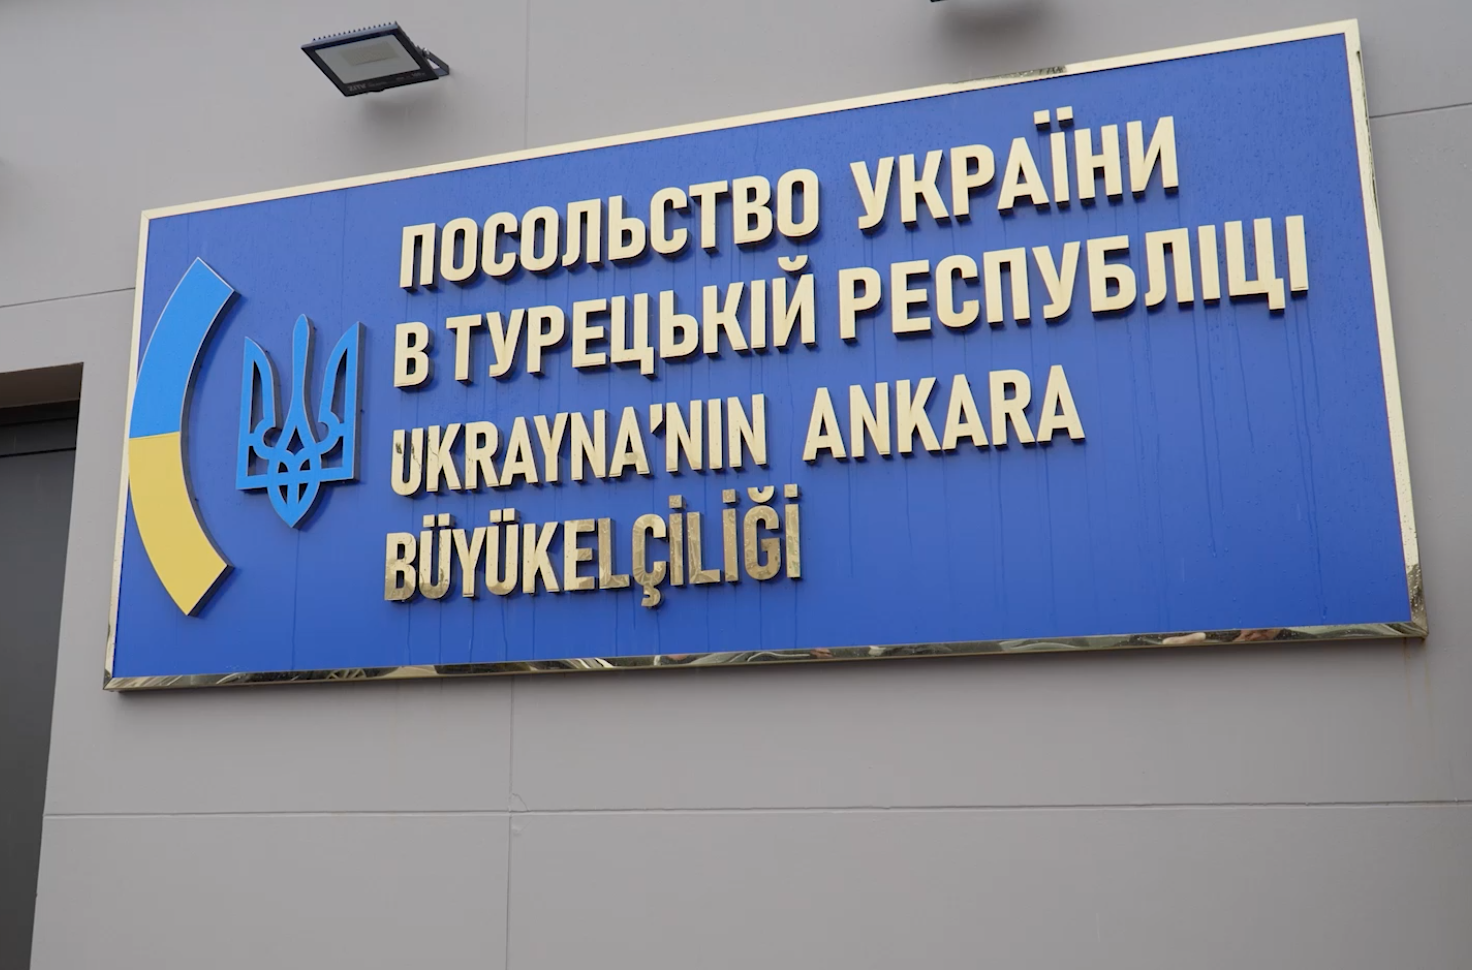 ПОСОЛЬСТВО УКРАЇНИ
В ТУРЕЦЬКІЙ РЕСПУБЛІЦІ
UKRAYNA’NIN ANKARA
BÜYÜKELÇİLİĞİ